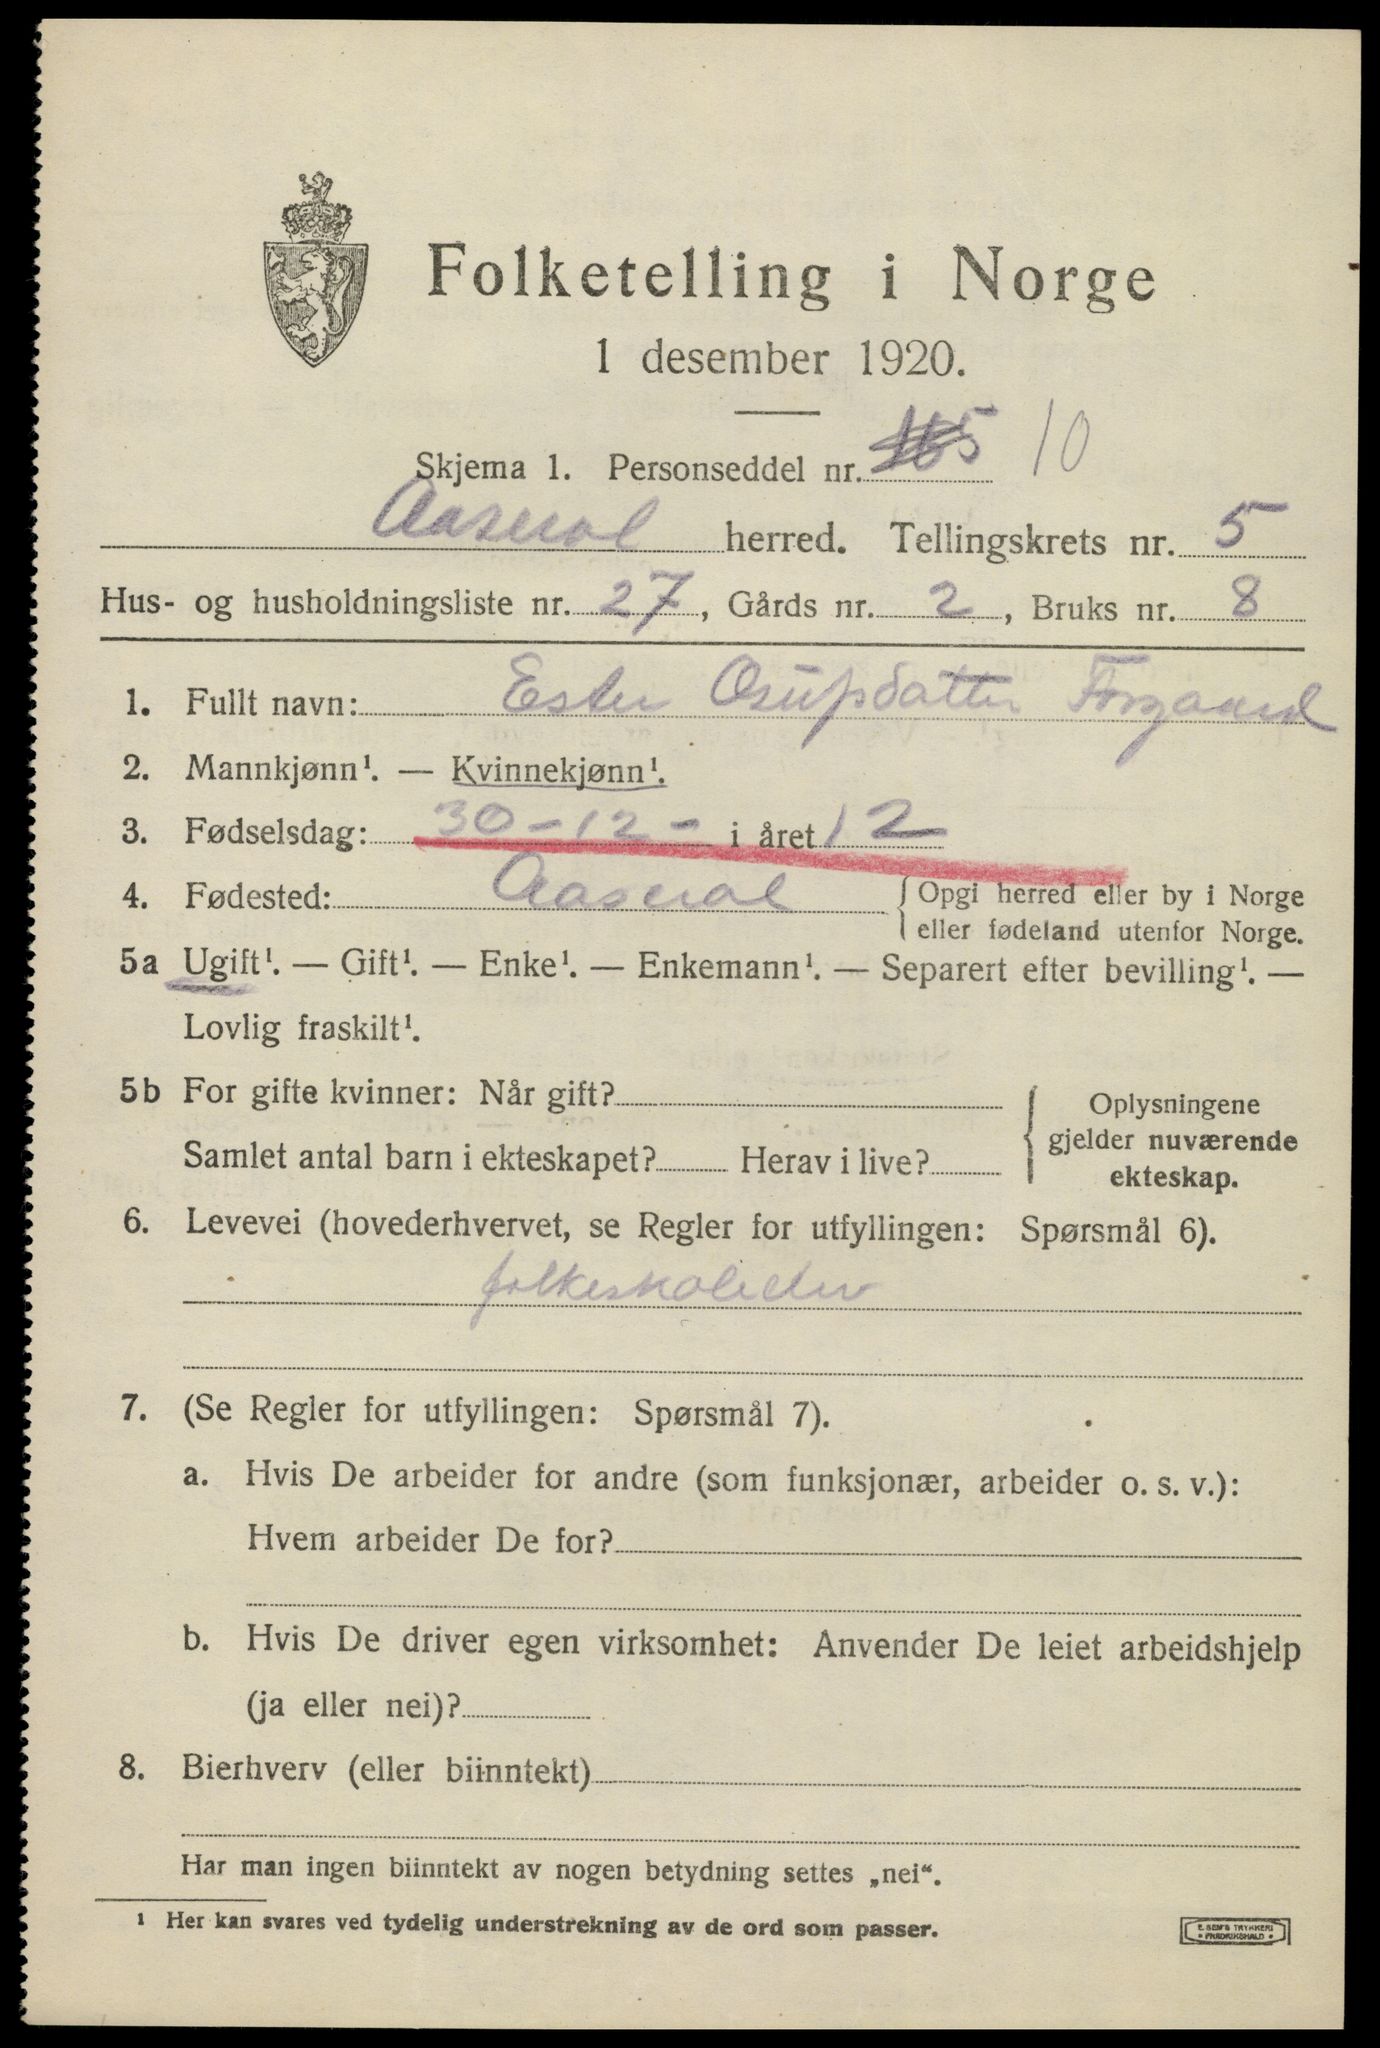 Folketelling i Norge
1 desember 1920.
Skjema 1. Personseddel nr. 10
Aaseral herred. Tellingskrets nr. 5
Hus- og husholdningsliste nr. 27, Gårds nr. 2, Bruks nr. 8
1. Fullt navn: Ester Osufsdatter Forgaard
2. Mannkjønn¹. — Kvinnekjønn¹.
3. Fødselsdag: 30-12- i året 12
4. Fødested: Aaseral { Opgi herred eller by i Norge
eller fødeland utenfor Norge.
5a Ugift¹. — Gift¹. — Enke¹. — Enkemann¹. — Separert efter bevilling¹. —
Lovlig fraskilt¹.
5b For gifte kvinner: Når gift?
Samlet antal barn i ekteskapet? Herav i live?
Oplysningene
gjelder nuværende
ekteskap.
6. Levevei (hovederhvervet, se Regler for utfyllingen: Spørsmål 6).
folkeskoleelev
7. (Se Regler for utfyllingen: Spørsmål 7).
a. Hvis De arbeider for andre (som funksjonær, arbeider o. s. v.):
Hvem arbeider De for?
b. Hvis De driver egen virksomhet: Anvender De leiet arbeidshjelp
(ja eller nei)?
8. Bierhverv (eller biinntekt)
Har man ingen biinntekt av nogen betydning settes „nei“.
¹ Her kan svares ved tydelig understrekning av de ord som passer.
E. SEM'S TRYKKERI
• FREDRIKSHALD •